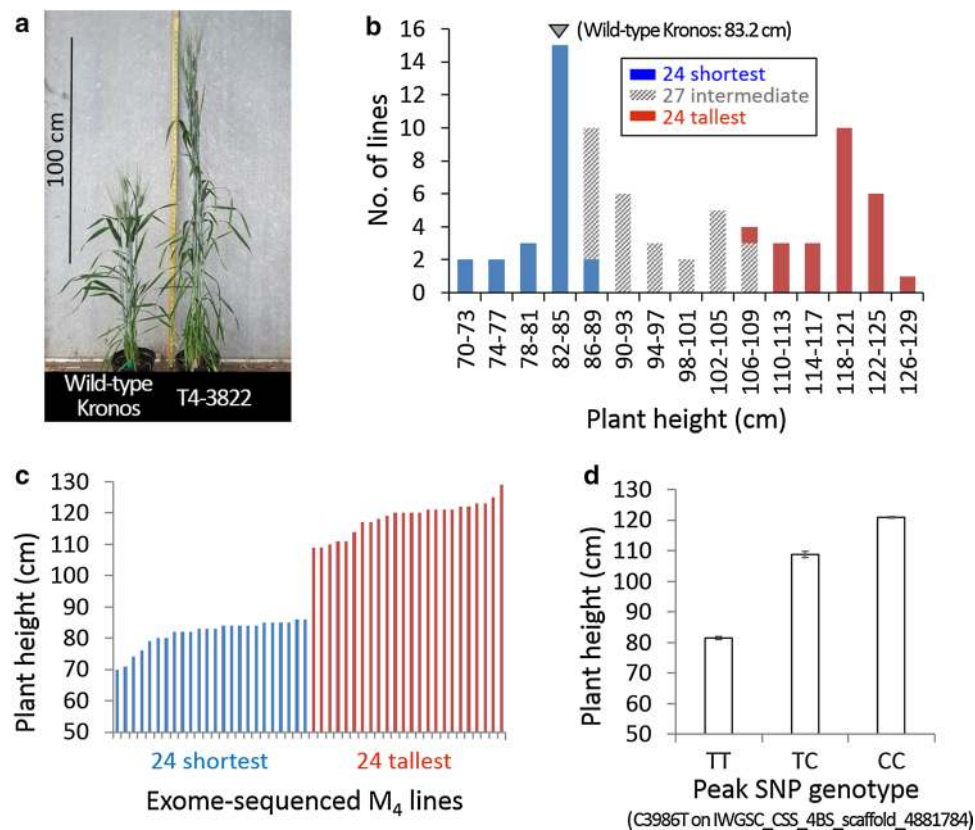 a
100 cm
Wild-type
Kronos
T4-3822
b
(Wild-type Kronos: 83.2 cm)
24 shortest
27 intermediate
24 tallest
No. of lines
16
14
12
10
8
6
4
2
0
70-73
74-77
78-81
82-85
86-89
90-93
94-97
98-101
102-105
106-109
110-113
114-117
118-121
122-125
126-129
Plant height (cm)
c
Plant height (cm)
130
120
110
100
90
80
70
60
50
24 shortest
24 tallest
Exome-sequenced M4 lines
d
Plant height (cm)
130
120
110
100
90
80
70
60
50
TT
TC
CC
Peak SNP genotype
(C3986T on IWGSC_CSS_4BS_scaffold_4881784)